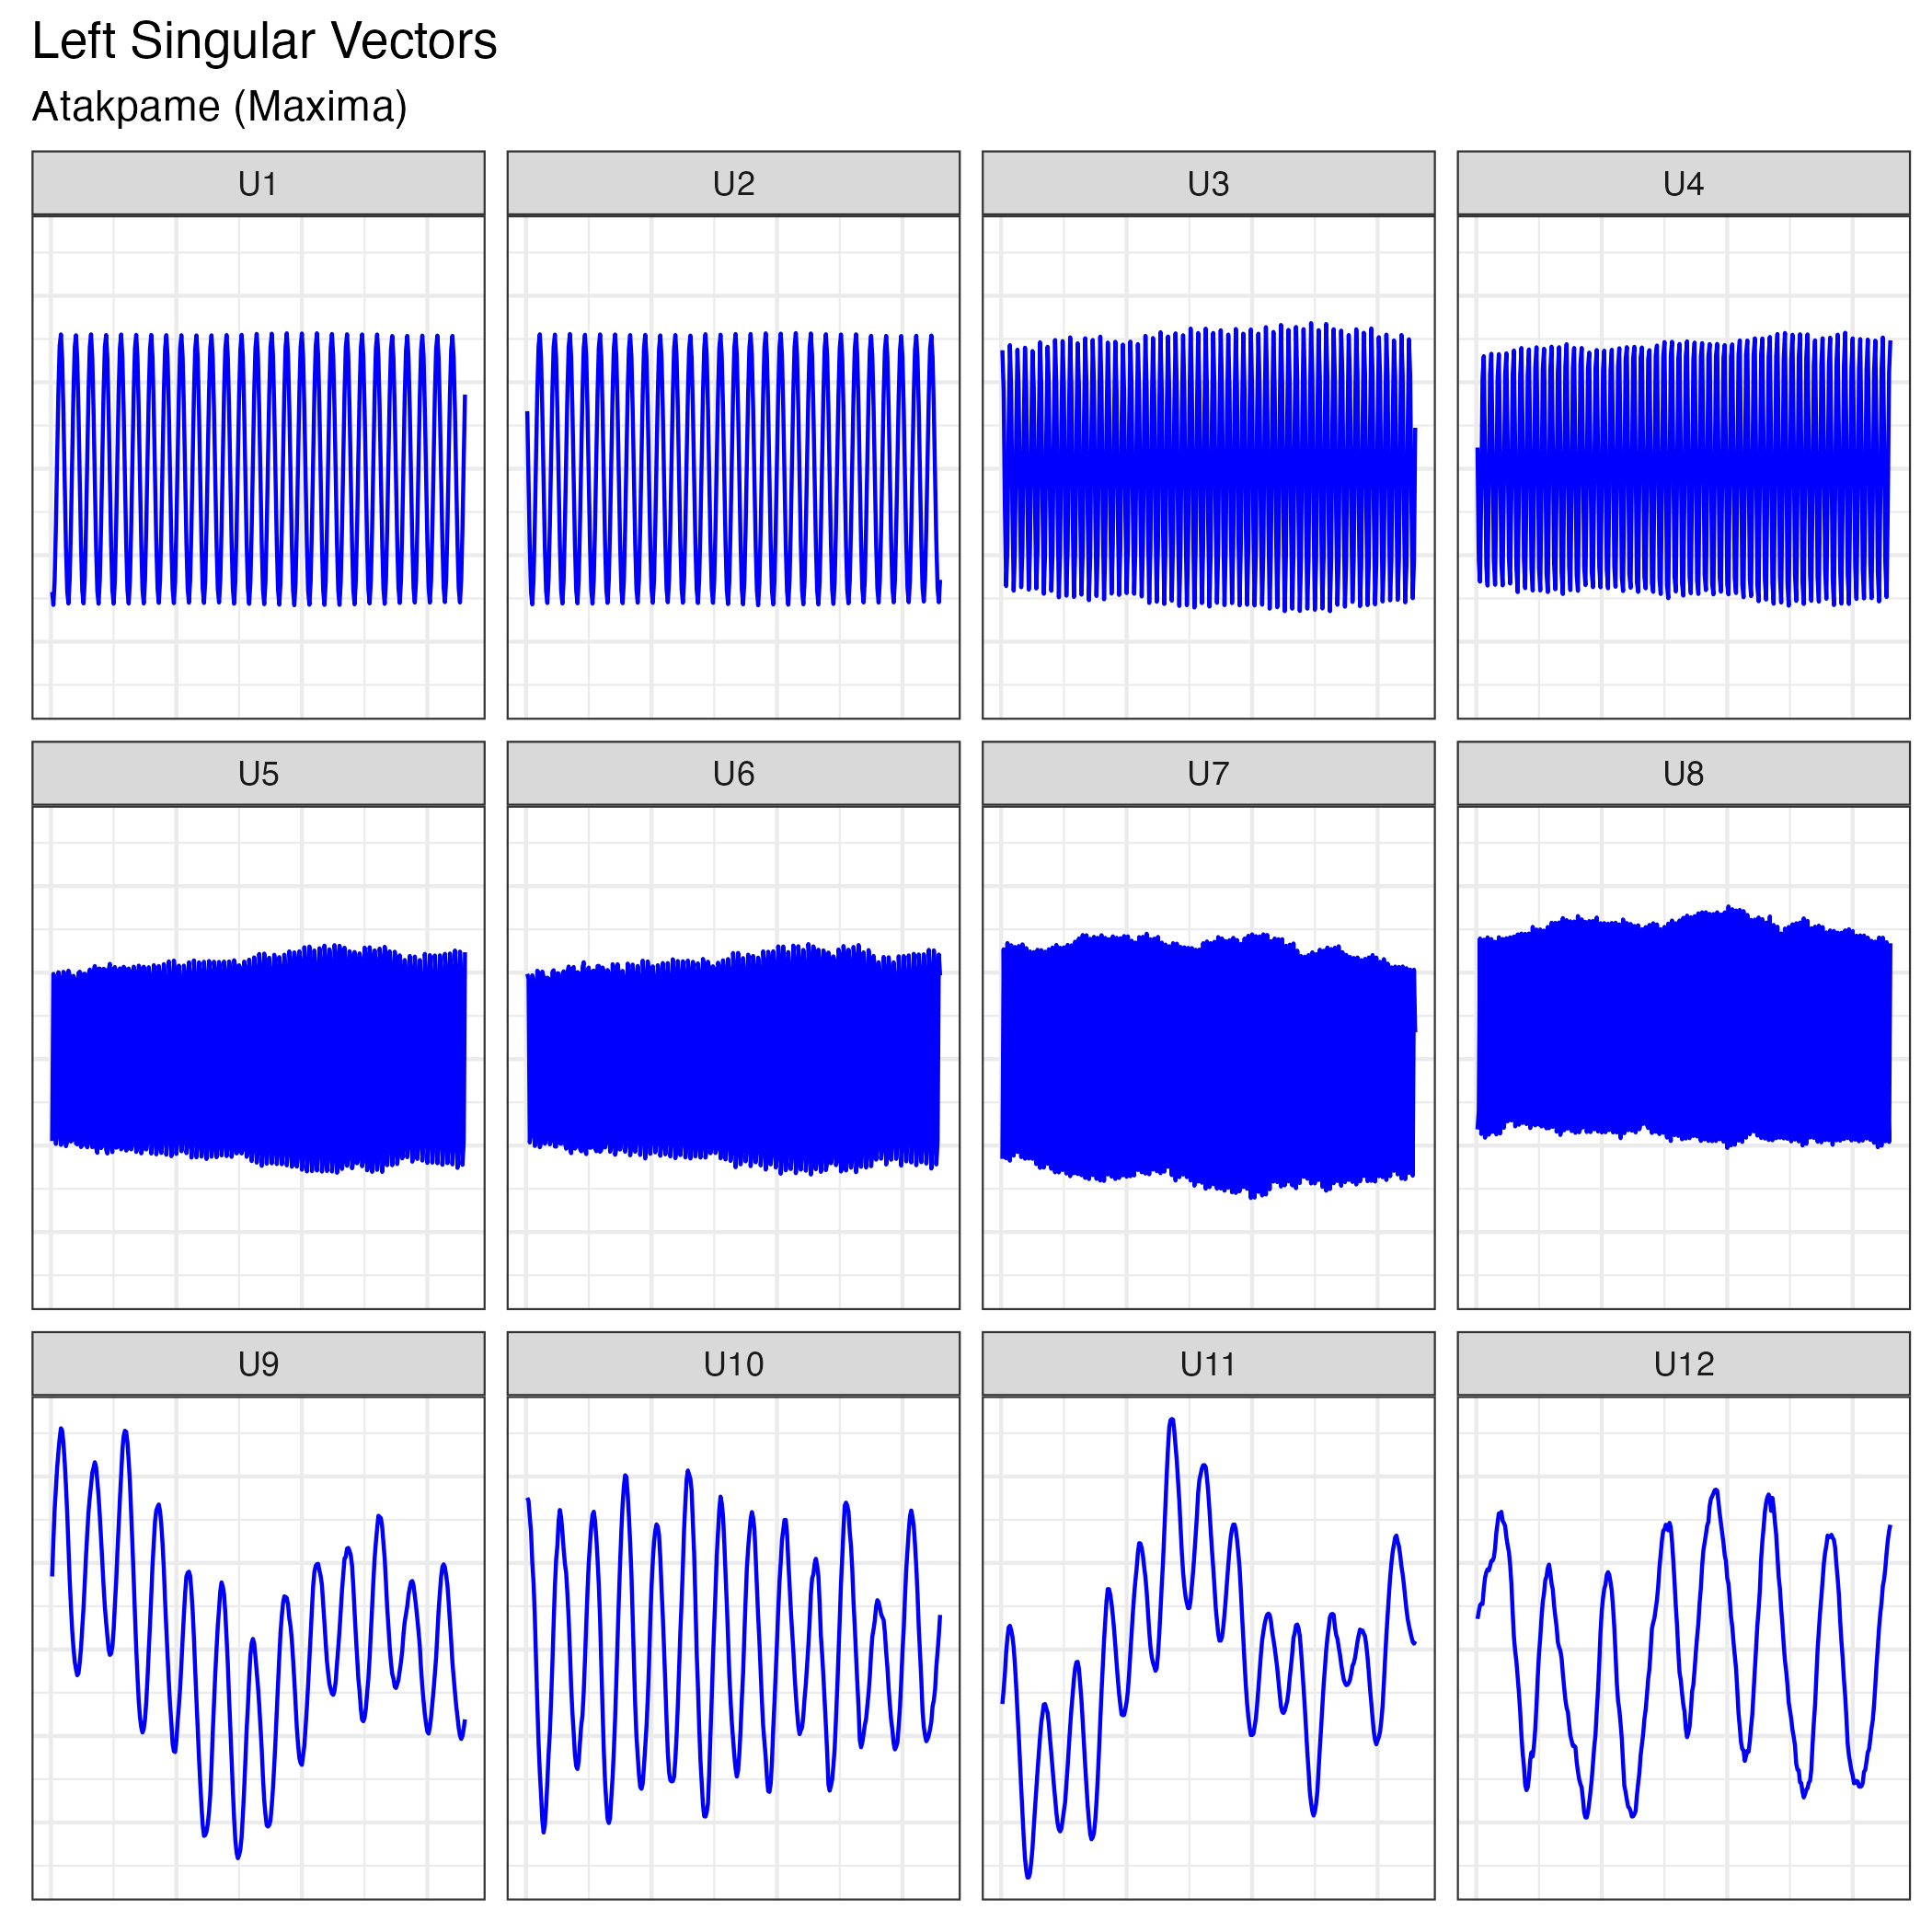 Left Singular Vectors
Atakpame (Maxima)
U1 U2 U3 U4
U5 U6 U7 U8
U9 U10 U11 U12